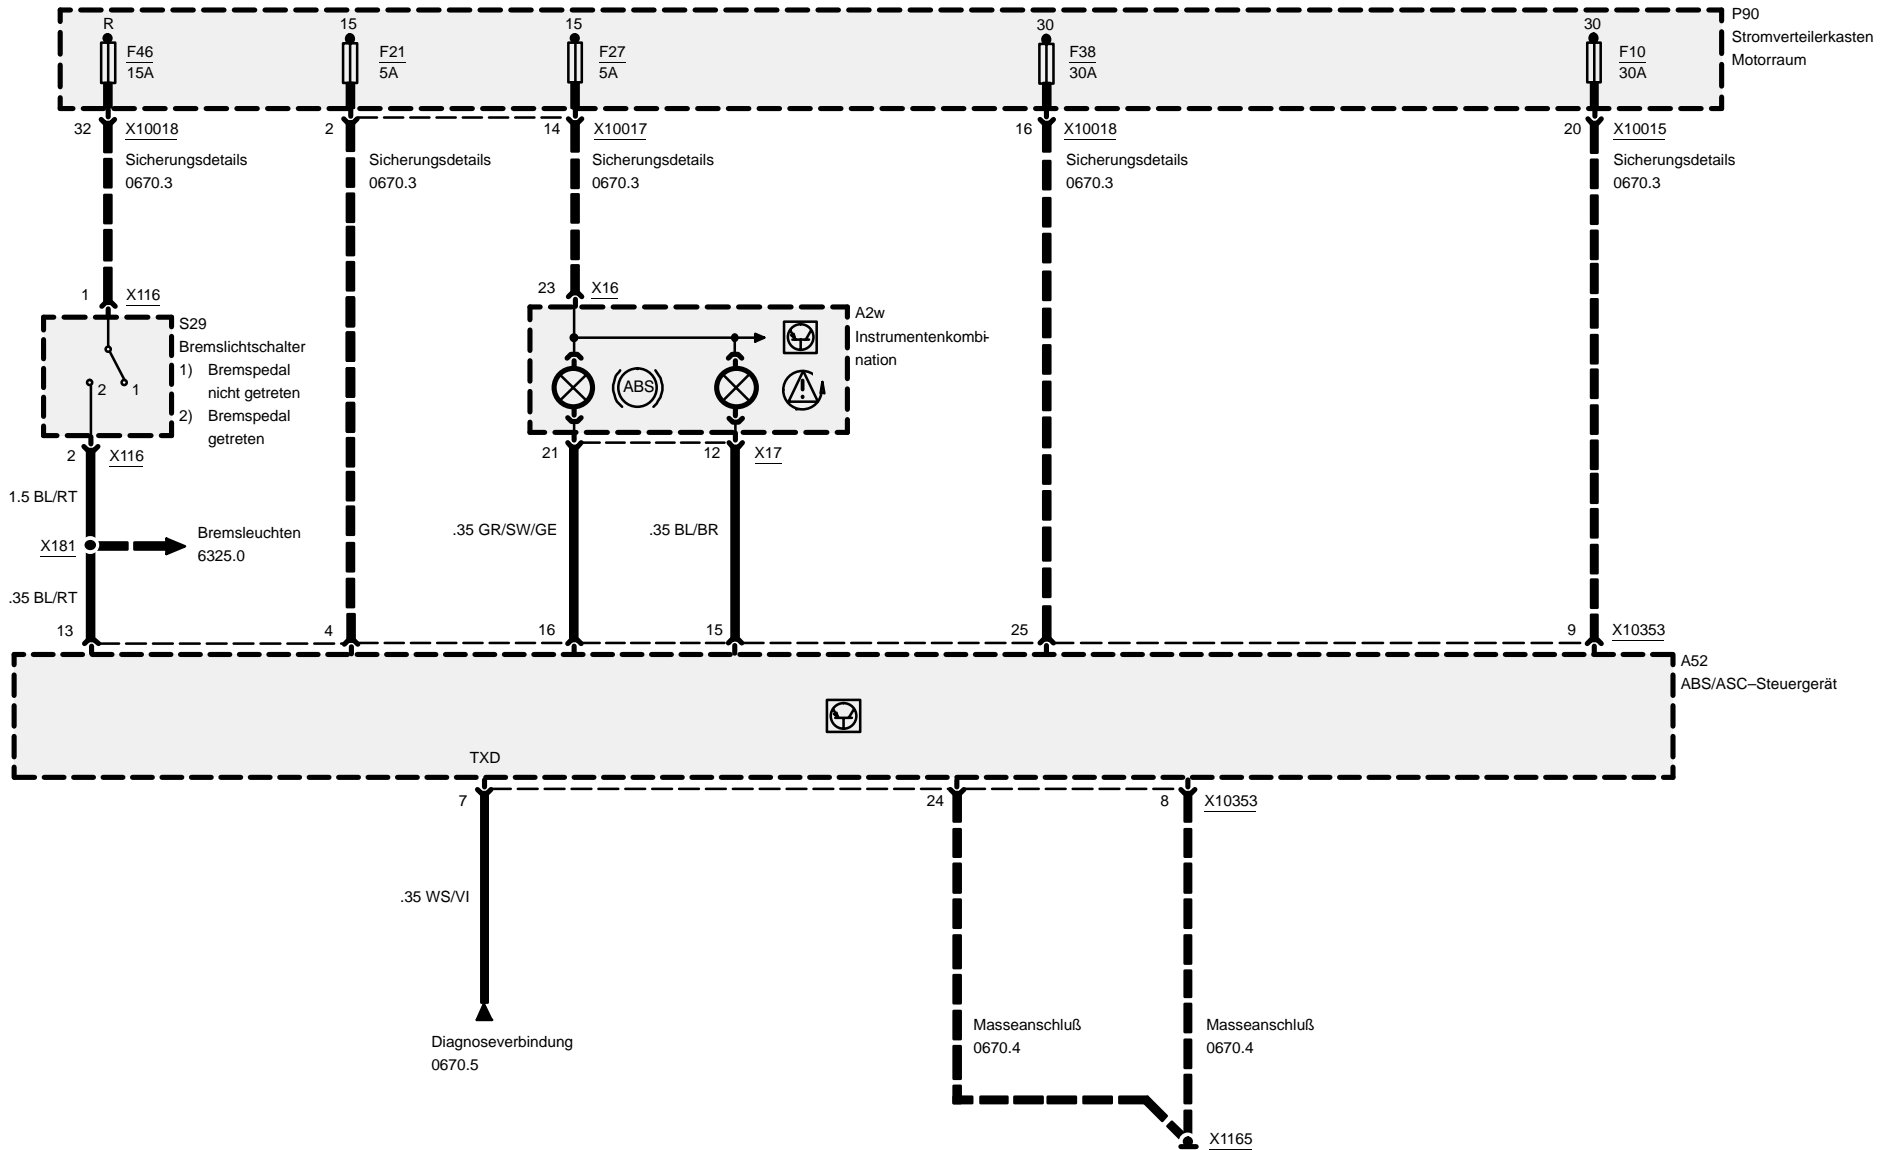 R 15 15 30 30 P90
Stromverteilerkasten
Motorraum
F46 F21 F27 F38 F10
15A 5A 5A 30A 30A
32 X10018 2 14 X10017 16 X10018 20 X10015
Sicherungsdetails Sicherungsdetails Sicherungsdetails Sicherungsdetails Sicherungsdetails
0670.3 0670.3 0670.3 0670.3 0670.3
1 X116 23 X16
S29
Bremslichtschalter
1) Bremspedal
nicht getreten
2) Bremspedal
getreten
2 1
A2w
Instrumentenkombi-
nation
ABS
2 X116 21 12 X17
1.5 BL/RT
X181
Bremsleuchten
6325.0
.35 GR/SW/GE .35 BL/BR
.35 BL/RT
13 4 16 15 25 9 X10353
A52
ABS/ASC–Steuergerät
TXD
7 24 8 X10353
.35 WS/VI
Diagnoseverbindung
0670.5
Masseanschluß Masseanschluß
0670.4 0670.4
X1165